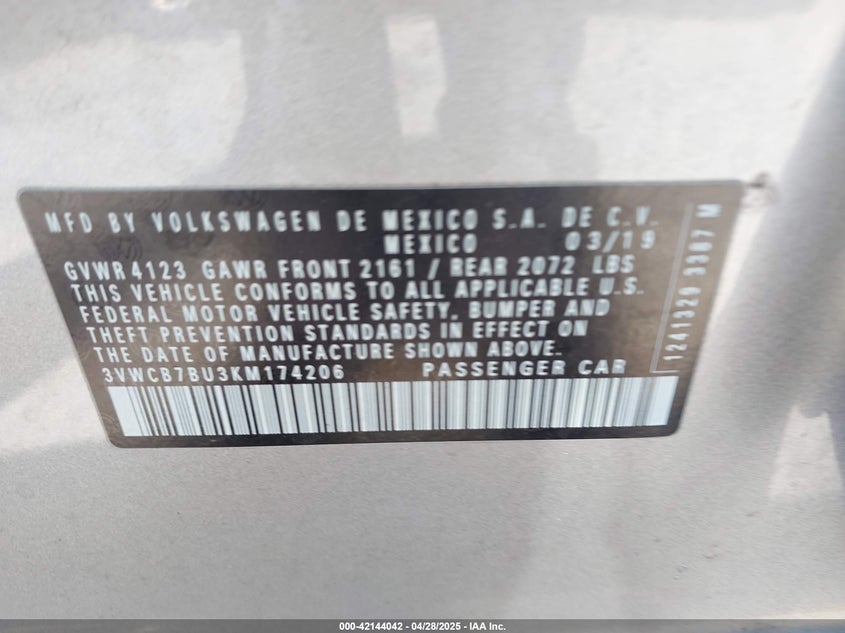 MFD BY VOLKSWAGEN DE MEXICO S.A. DE C.V.
MEXICO 03/19
GVWR 4123 GAWR FRONT 2161 / REAR 2072 LBS
THIS VEHICLE CONFORMS TO ALL APPLICABLE U.S.
FEDERAL MOTOR VEHICLE SAFETY, BUMPER AND
THEFT PREVENTION STANDARDS IN EFFECT ON
THE DATE OF MANUFACTURE SHOWN ABOVE.
3VWCB7BU3KM174206 PASSENGER CAR
1241320 3307 M
000-42144042 / 04/28/2025 - IAA Inc.